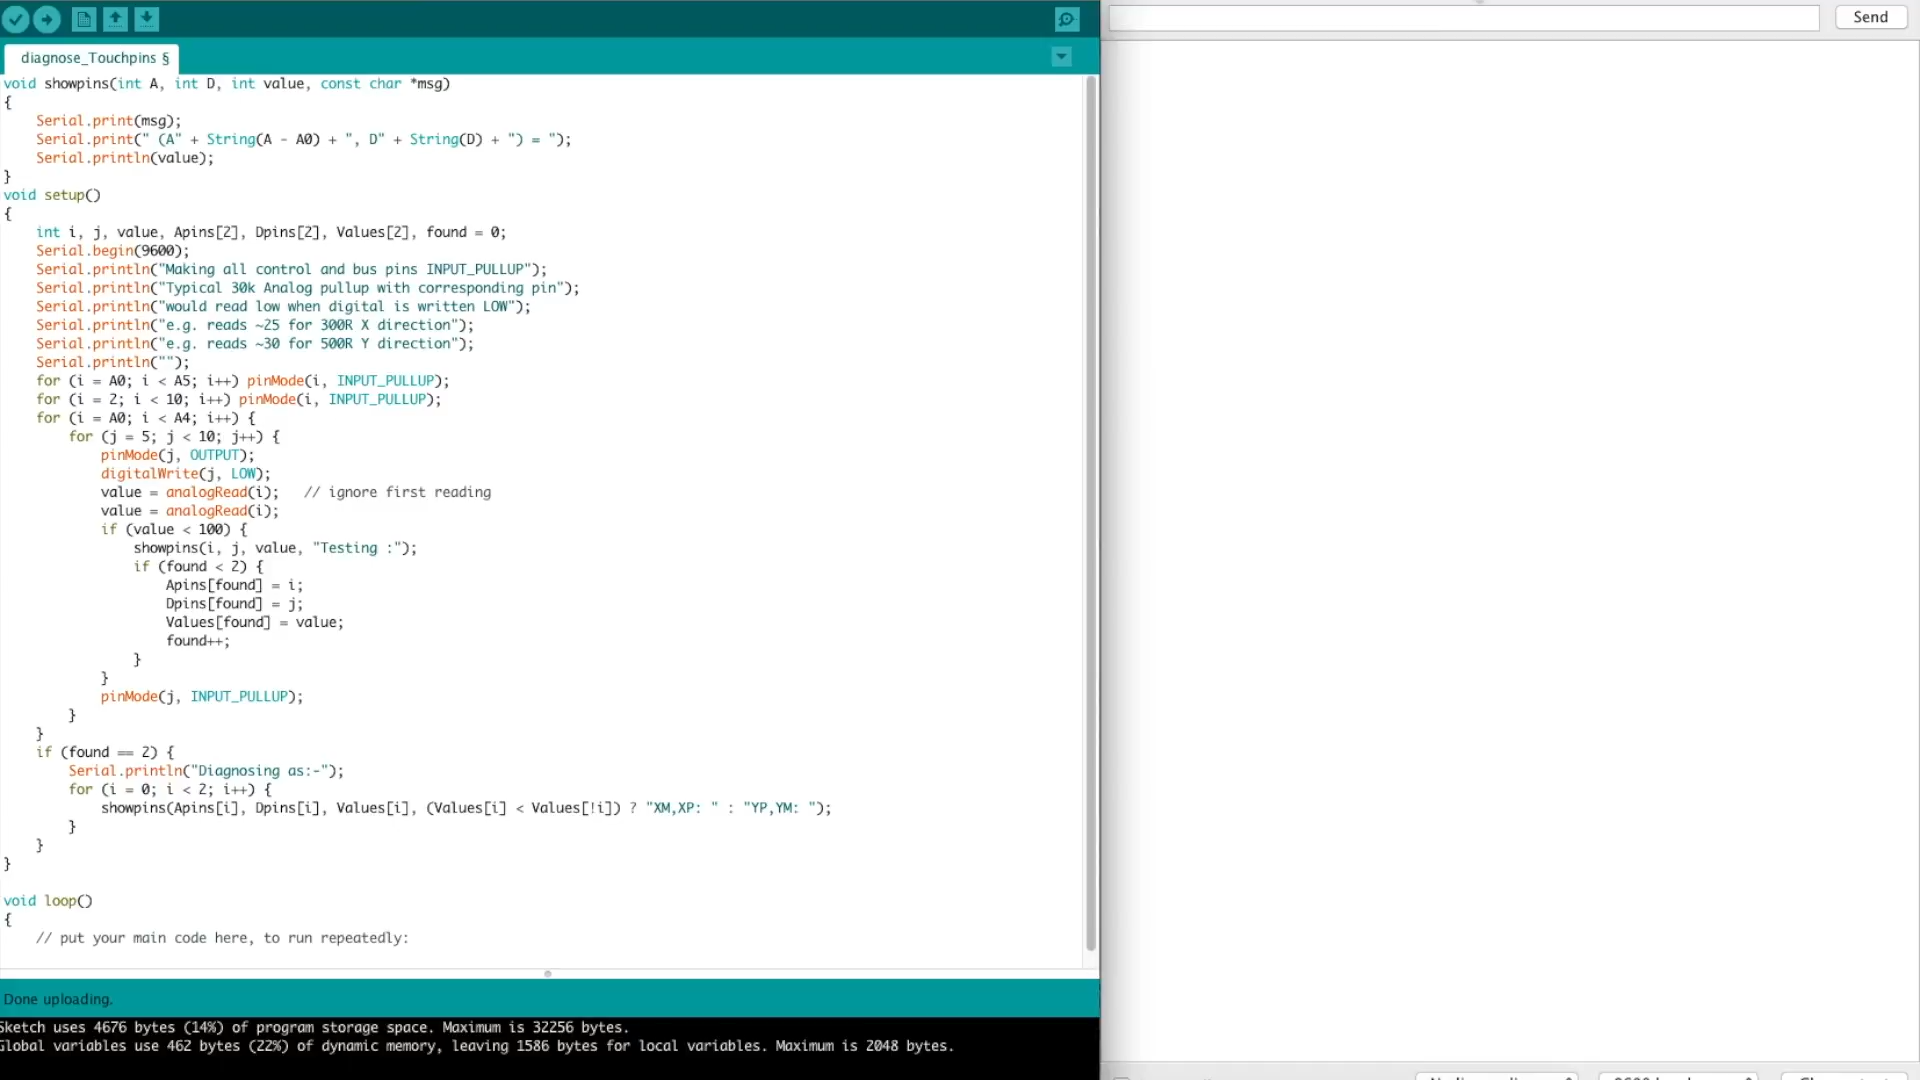 Send
diagnose_Touchpins §
void showpins(int A, int D, int value, const char *msg)
{
    Serial.print(msg);
    Serial.print(" (A" + String(A - A0) + ", D" + String(D) + ") = ");
    Serial.println(value);
}
void setup()
{
    int i, j, value, Apins[2], Dpins[2], Values[2], found = 0;
    Serial.begin(9600);
    Serial.println("Making all control and bus pins INPUT_PULLUP");
    Serial.println("Typical 30k Analog pullup with corresponding pin");
    Serial.println("would read low when digital is written LOW");
    Serial.println("e.g. reads ~25 for 300R X direction");
    Serial.println("e.g. reads ~30 for 500R Y direction");
    Serial.println("");
    for (i = A0; i < A5; i++) pinMode(i, INPUT_PULLUP);
    for (i = 2; i < 10; i++) pinMode(i, INPUT_PULLUP);
    for (i = A0; i < A4; i++) {
        for (j = 5; j < 10; j++) {
            pinMode(j, OUTPUT);
            digitalWrite(j, LOW);
            value = analogRead(i);   // ignore first reading
            value = analogRead(i);
            if (value < 100) {
                showpins(i, j, value, "Testing :");
                if (found < 2) {
                    Apins[found] = i;
                    Dpins[found] = j;
                    Values[found] = value;
                    found++;
                }
            }
            pinMode(j, INPUT_PULLUP);
        }
    }
    if (found == 2) {
        Serial.println("Diagnosing as:-");
        for (i = 0; i < 2; i++) {
            showpins(Apins[i], Dpins[i], Values[i], (Values[i] < Values[!i]) ? "XM,XP: " : "YP,YM: ");
        }
    }
}
void loop()
{
    // put your main code here, to run repeatedly:
Done uploading.
Sketch uses 4676 bytes (14%) of program storage space. Maximum is 32256 bytes.
Global variables use 462 bytes (22%) of dynamic memory, leaving 1586 bytes for local variables. Maximum is 2048 bytes.